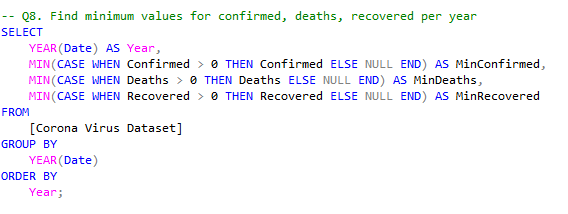 -- Q8. Find minimum values for confirmed, deaths, recovered per year
SELECT
    YEAR(Date) AS Year,
    MIN(CASE WHEN Confirmed > 0 THEN Confirmed ELSE NULL END) AS MinConfirmed,
    MIN(CASE WHEN Deaths > 0 THEN Deaths ELSE NULL END) AS MinDeaths,
    MIN(CASE WHEN Recovered > 0 THEN Recovered ELSE NULL END) AS MinRecovered
FROM
    [Corona Virus Dataset]
GROUP BY
    YEAR(Date)
ORDER BY
    Year;